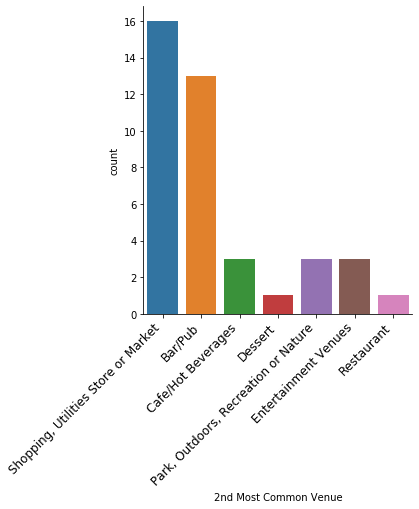 16
14
12
10
8
6
4
2
0
count
Shopping, Utilities Store or Market
Bar/Pub
Cafe/Hot Beverages
Dessert
Park, Outdoors, Recreation or Nature
Entertainment Venues
Restaurant
2nd Most Common Venue